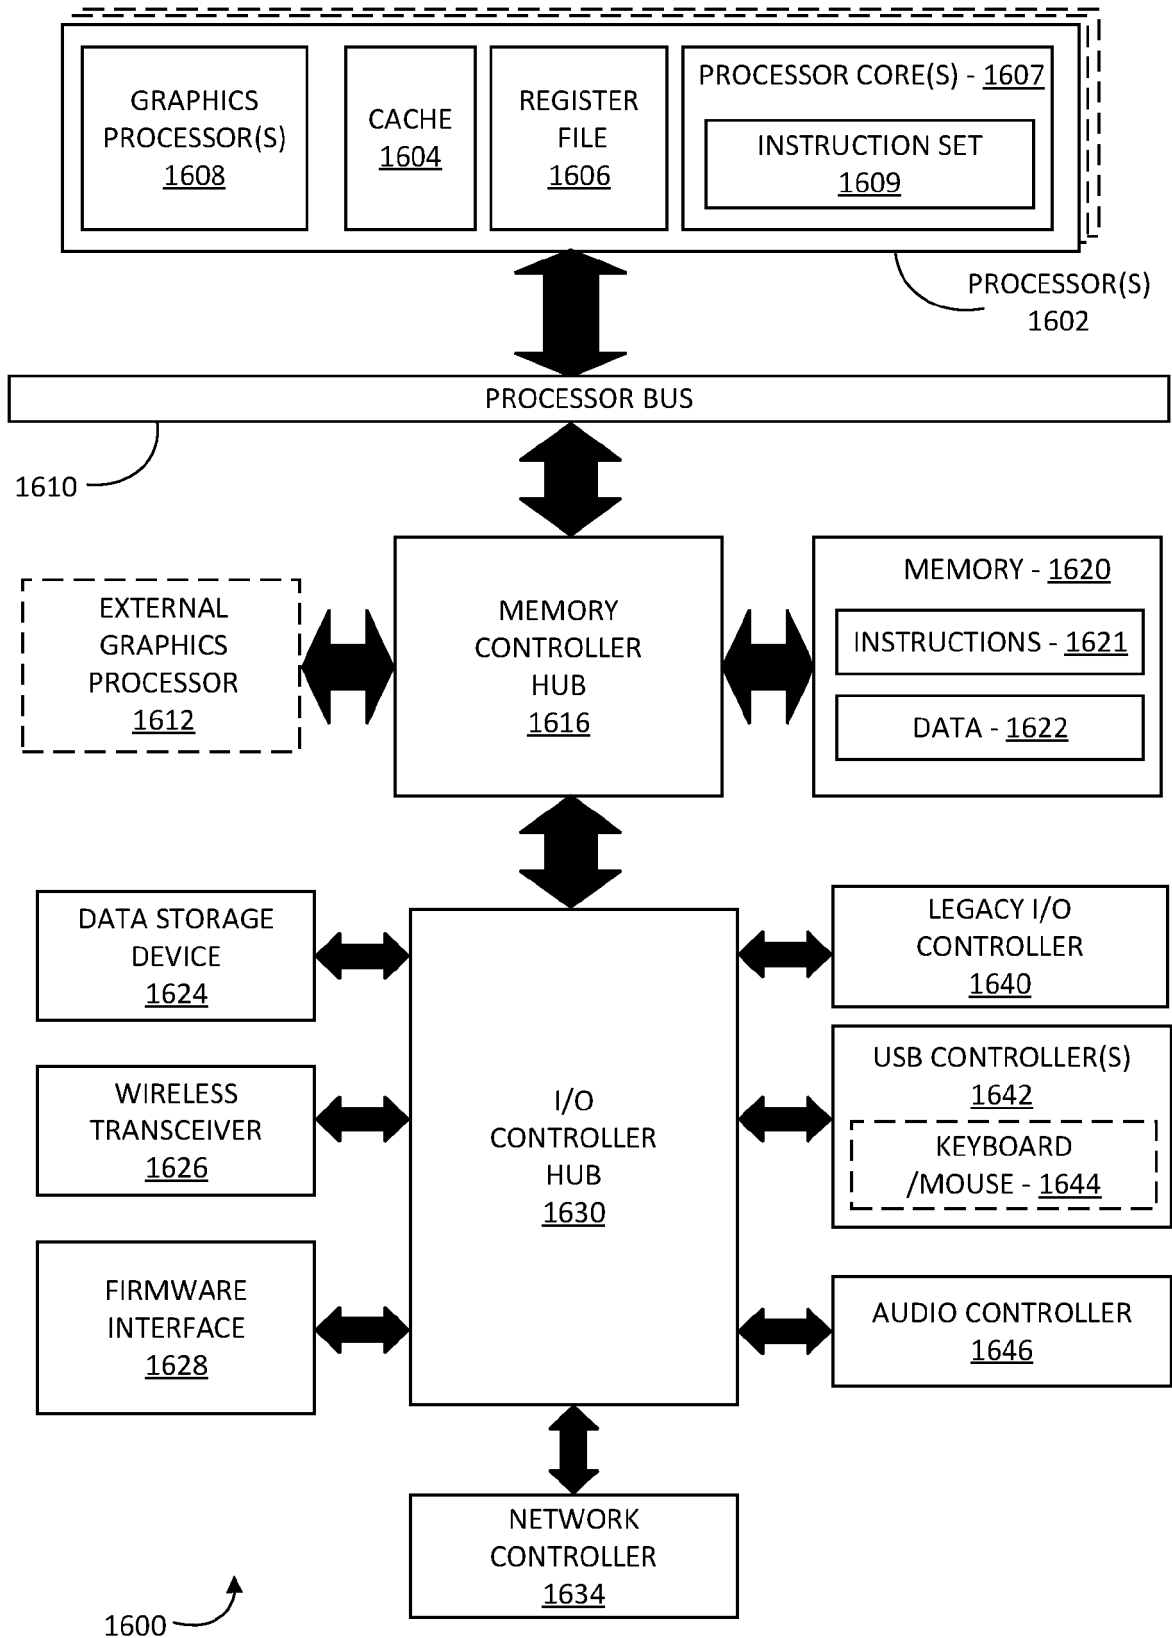 GRAPHICS
PROCESSOR(S)
1608
CACHE
1604
REGISTER
FILE
1606
PROCESSOR CORE(S) - 1607
INSTRUCTION SET
1609
PROCESSOR(S)
1602
PROCESSOR BUS
1610
EXTERNAL
GRAPHICS
PROCESSOR
1612
MEMORY
CONTROLLER
HUB
1616
MEMORY - 1620
INSTRUCTIONS - 1621
DATA - 1622
DATA STORAGE
DEVICE
1624
WIRELESS
TRANSCEIVER
1626
FIRMWARE
INTERFACE
1628
I/O
CONTROLLER
HUB
1630
LEGACY I/O
CONTROLLER
1640
USB CONTROLLER(S)
1642
KEYBOARD
/MOUSE - 1644
AUDIO CONTROLLER
1646
NETWORK
CONTROLLER
1634
1600